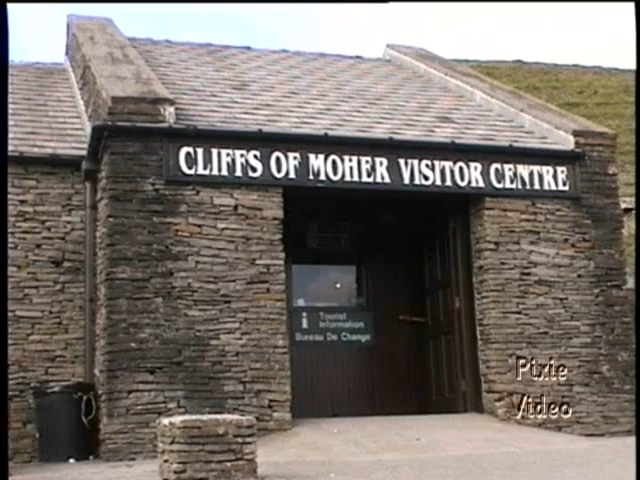 CLIFFS OF MOHER VISITOR CENTRE
i Tourist
Information
Bureau De Change
Pixie
Video